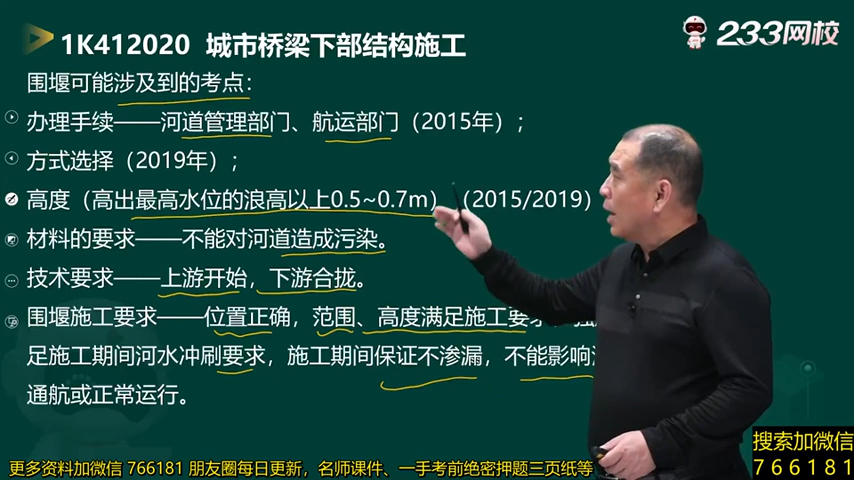 1K412020 城市桥梁下部结构施工
233网校
围堰可能涉及到的考点：
办理手续——河道管理部门、航运部门（2015年）；
方式选择（2019年）；
高度（高出最高水位的浪高以上0.5~0.7m）（2015/2019）
材料的要求——不能对河道造成污染。
技术要求——上游开始，下游合拢。
围堰施工要求——位置正确，范围、高度满足施工要
足施工期间河水冲刷要求，施工期间保证不渗漏，不能影响
通航或正常运行。
搜索加微信
766181
更多资料加微信 766181 朋友圈每日更新，名师课件、一手考前绝密押题三页纸等